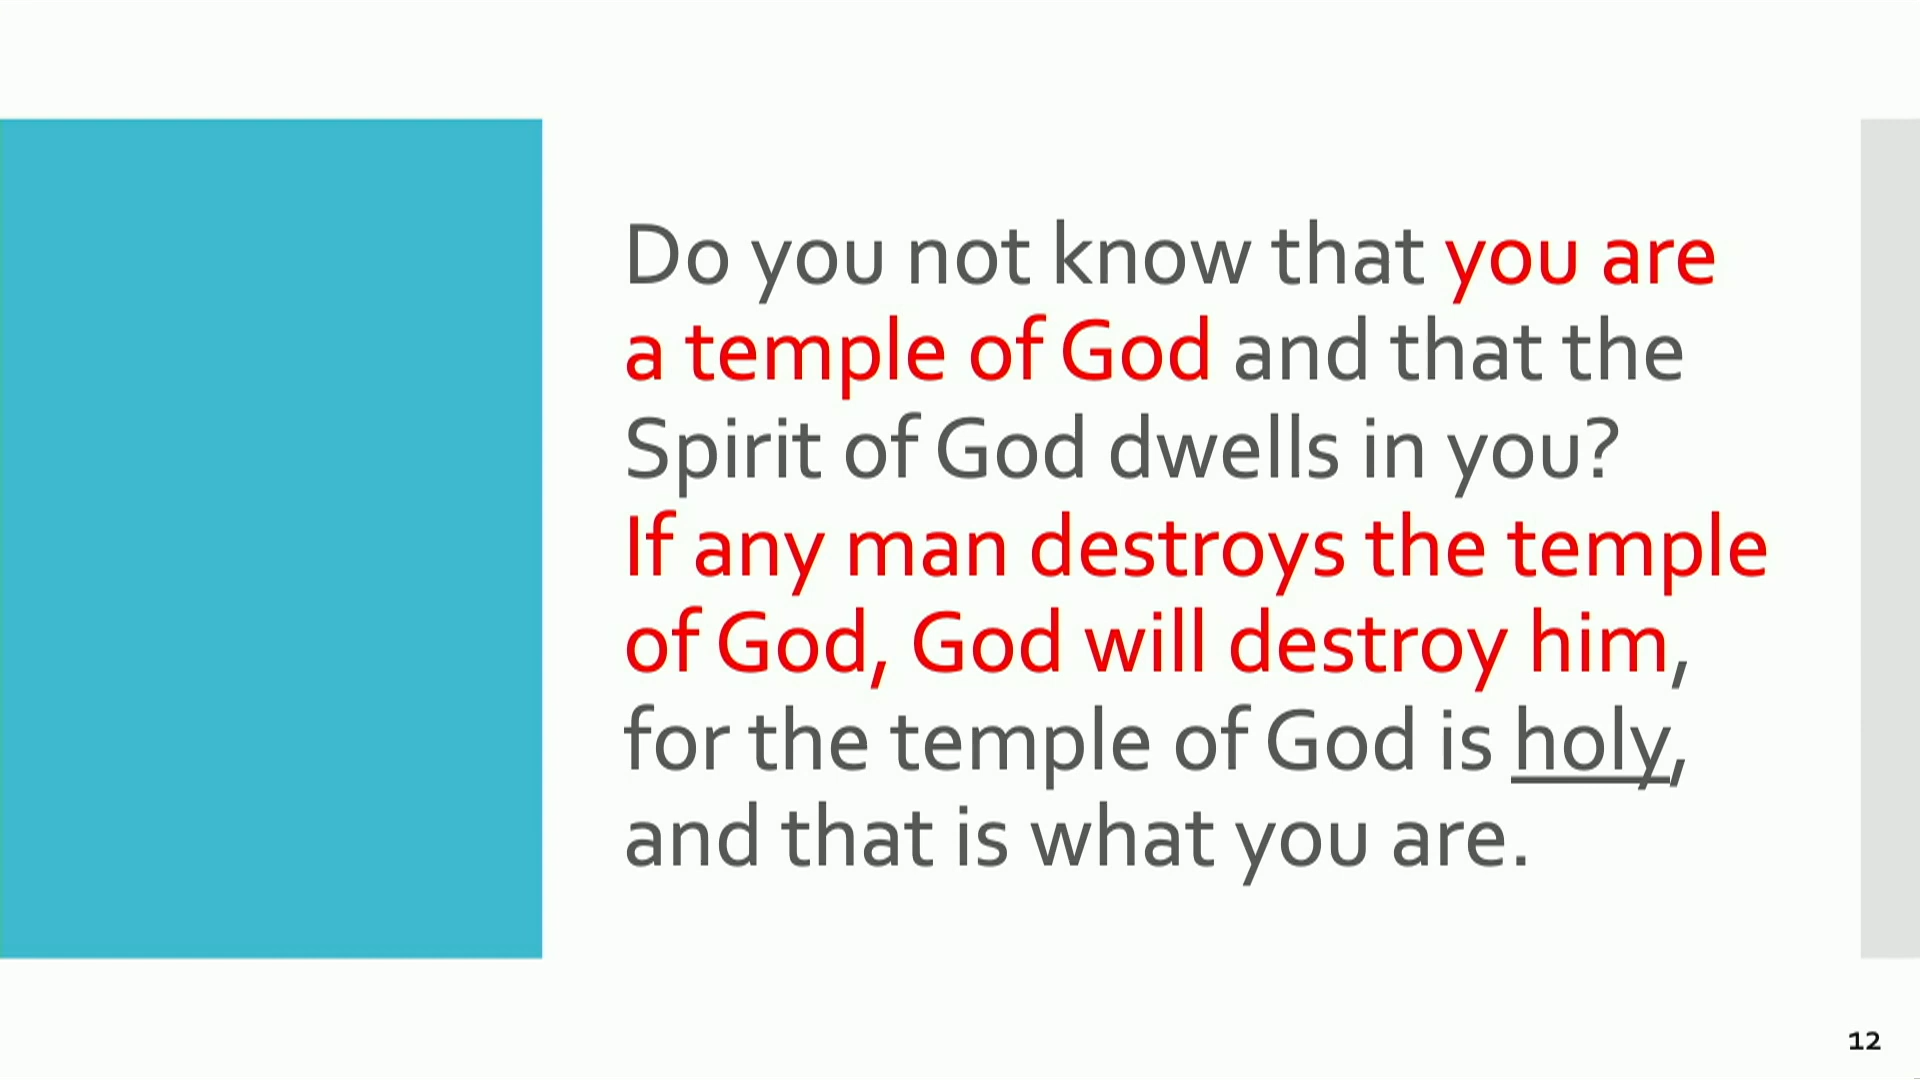 Do you not know that you are
a temple of God and that the
Spirit of God dwells in you?
If any man destroys the temple
of God, God will destroy him,
for the temple of God is holy,
and that is what you are.
12